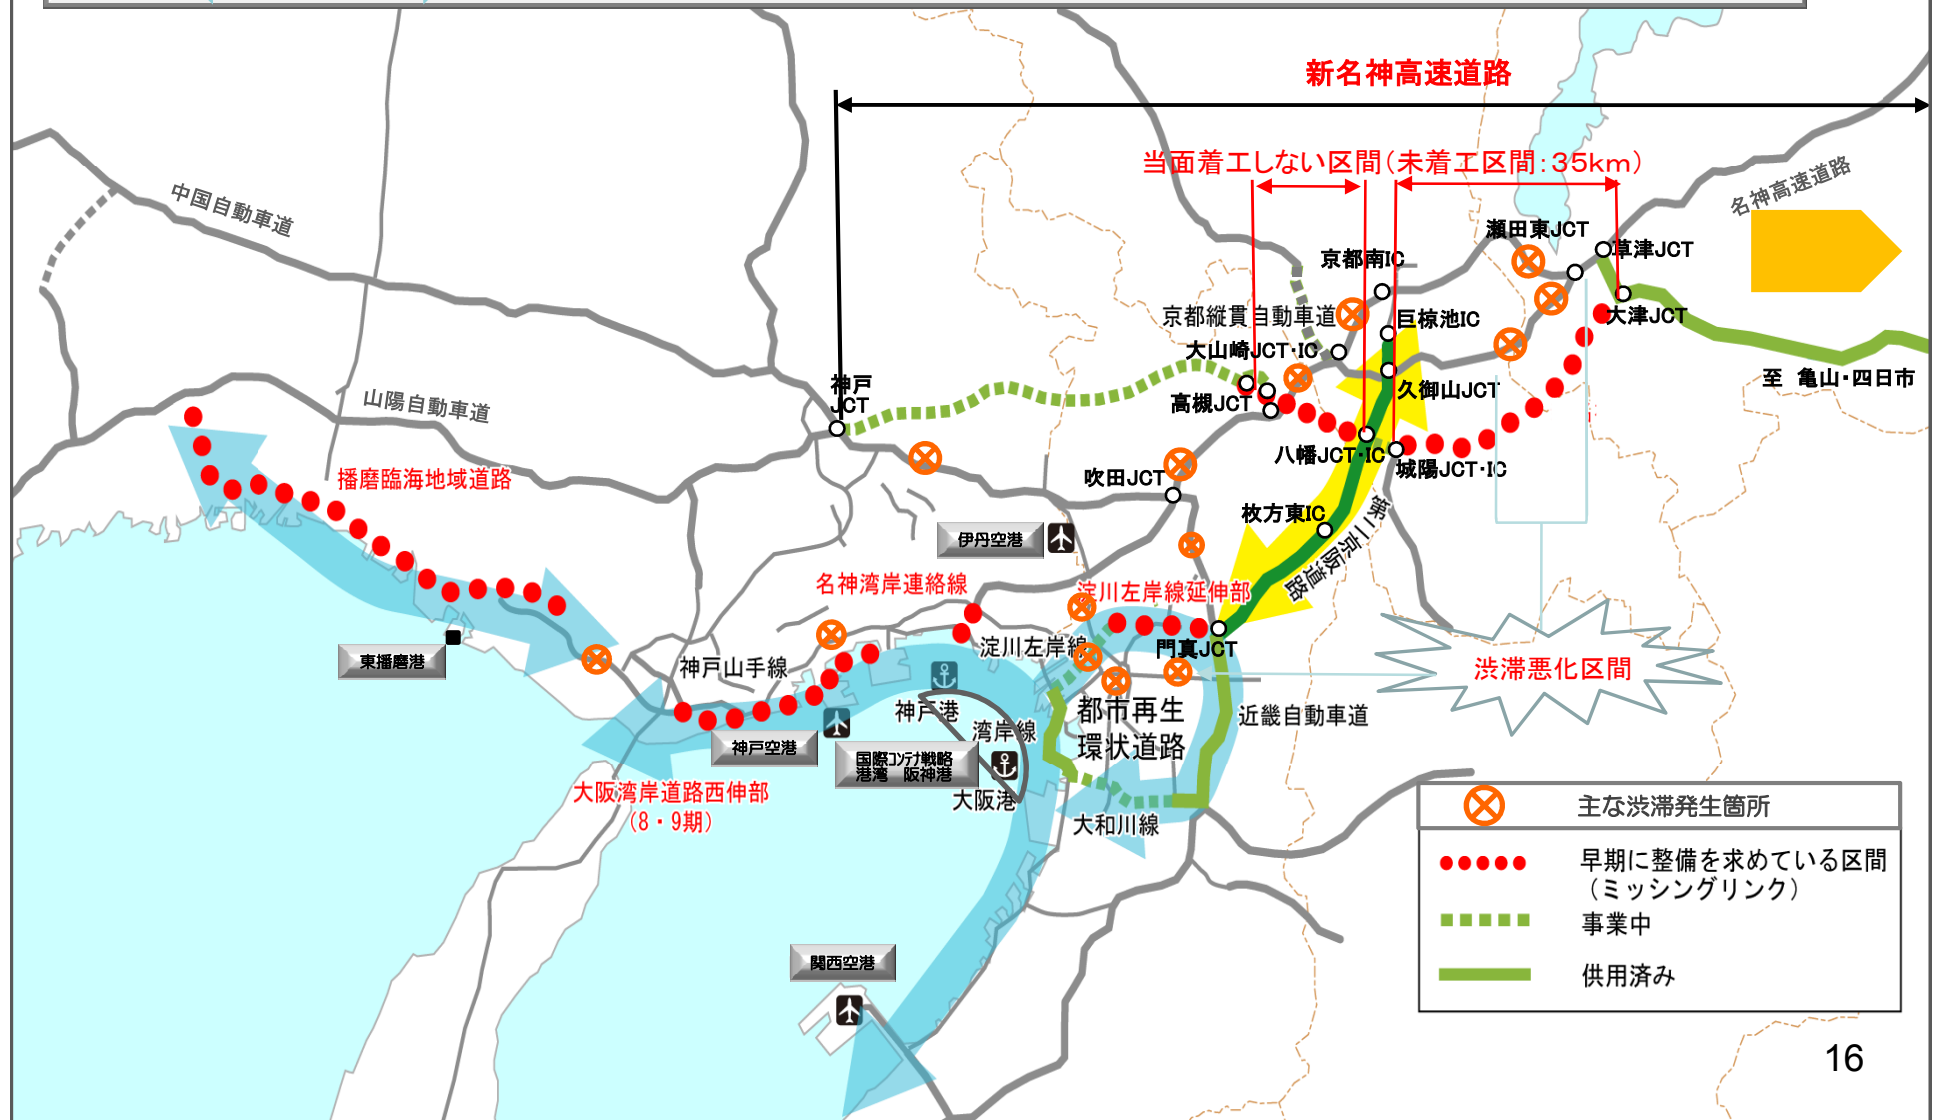 新名神高速道路
当面着工しない区間(未着工区間:35km)
名神高速道路
中国自動車道
瀬田東JCT
草津JCT
京都南IC
大津JCT
京都縦貫自動車道
巨椋池IC
大山崎JCT・IC
至 亀山・四日市
神戸
JCT
久御山JCT
高槻JCT
山陽自動車道
八幡JCT・IC
城陽JCT・IC
播磨臨海地域道路
吹田JCT
枚方東IC
第二京阪道路
伊丹空港
名神湾岸連絡線
淀川左岸線延伸部
淀川左岸線
門真JCT
東播磨港
神戸山手線
渋滞悪化区間
神戸港
都市再生
環状道路
近畿自動車道
湾岸線
神戸空港
国際コンテナ戦略
港湾 阪神港
大阪湾岸道路西伸部
(8・9期)
大阪港
大和川線
主な渋滞発生箇所
早期に整備を求めている区間
(ミッシングリンク)
事業中
供用済み
関西空港
16